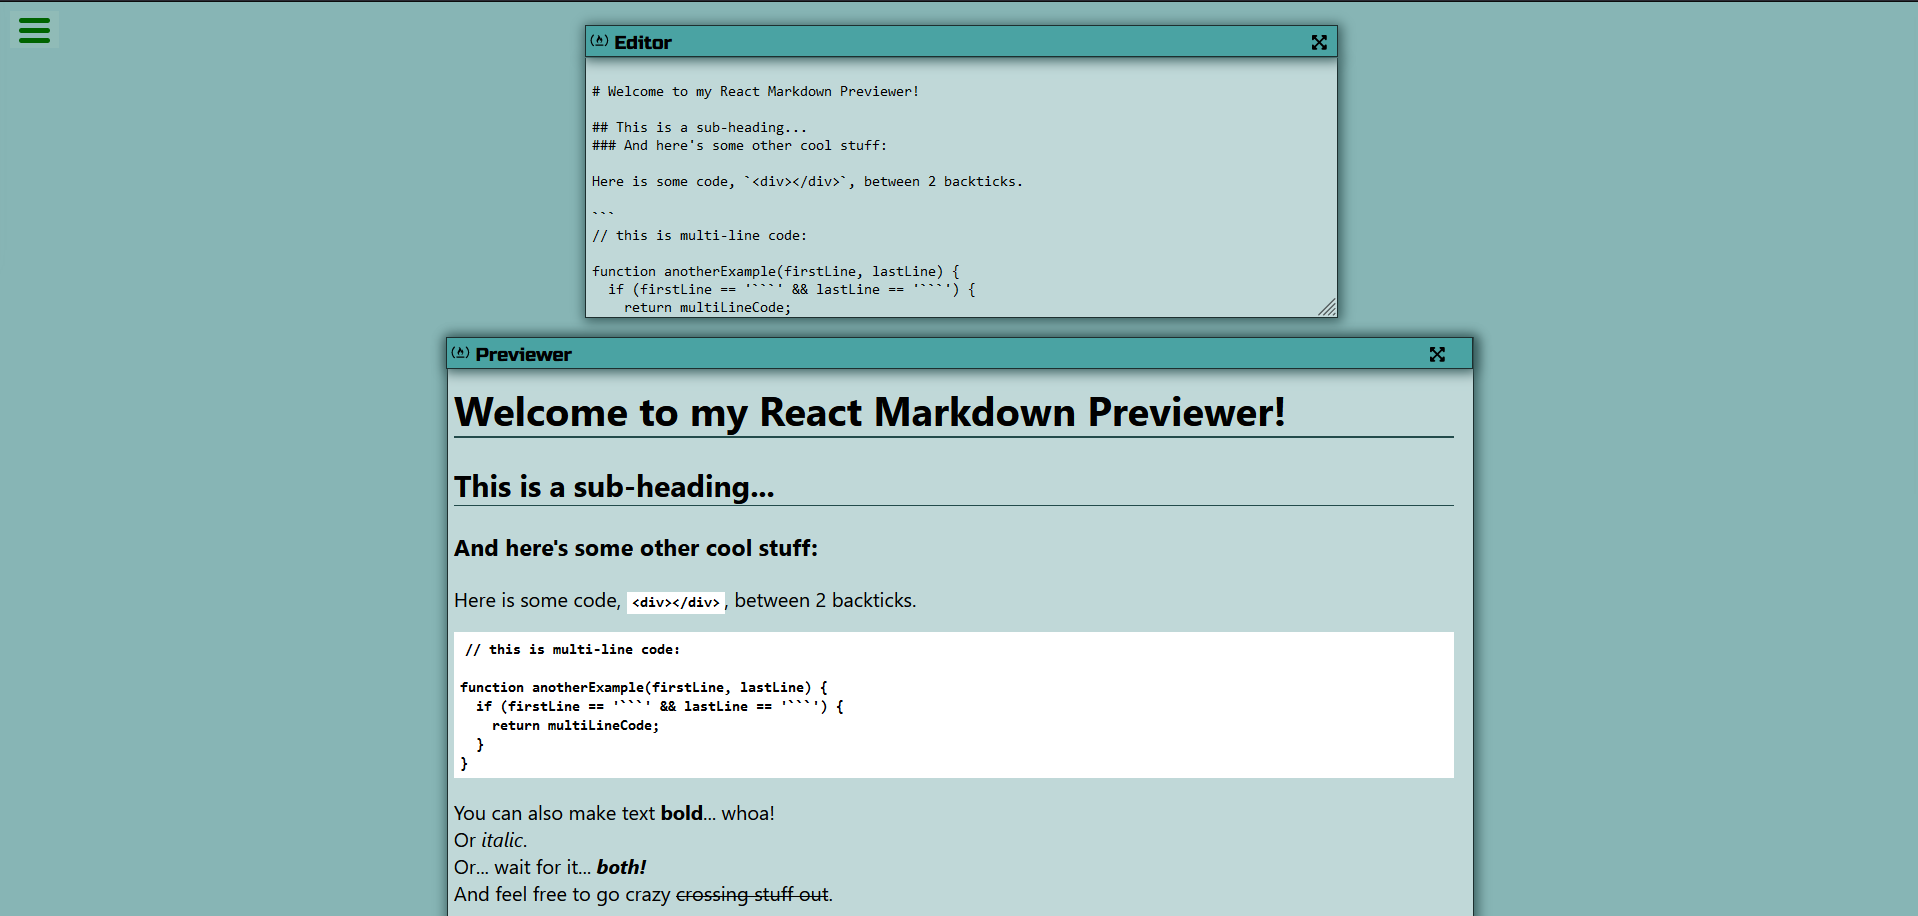 Editor
# Welcome to my React Markdown Previewer!
## This is a sub-heading...
### And here's some other cool stuff:
Here is some code, `<div></div>`, between 2 backticks.
```
// this is multi-line code:
function anotherExample(firstLine, lastLine) {
  if (firstLine == '```' && lastLine == '```') {
    return multiLineCode;
Previewer
Welcome to my React Markdown Previewer!
This is a sub-heading...
And here's some other cool stuff:
Here is some code, <div></div>, between 2 backticks.
// this is multi-line code:
function anotherExample(firstLine, lastLine) {
  if (firstLine == '```' && lastLine == '```') {
    return multiLineCode;
  }
}
You can also make text bold... whoa!
Or italic.
Or... wait for it... both!
And feel free to go crazy crossing stuff out.